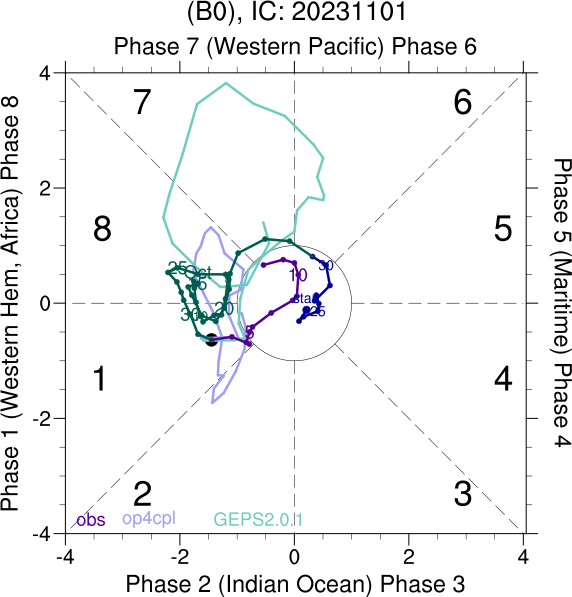 (B0), IC: 20231101
Phase 7 (Western Pacific) Phase 6
Phase 1 (Western Hem, Africa) Phase 8
Phase 5 (Maritime) Phase 4
4
2
0
-2
-4
7
6
8
5
1
4
2
3
25
30
10
sta
25
20
30
5
obs
op4cpl
GEPS2.0.1
-4
-2
0
2
4
Phase 2 (Indian Ocean) Phase 3